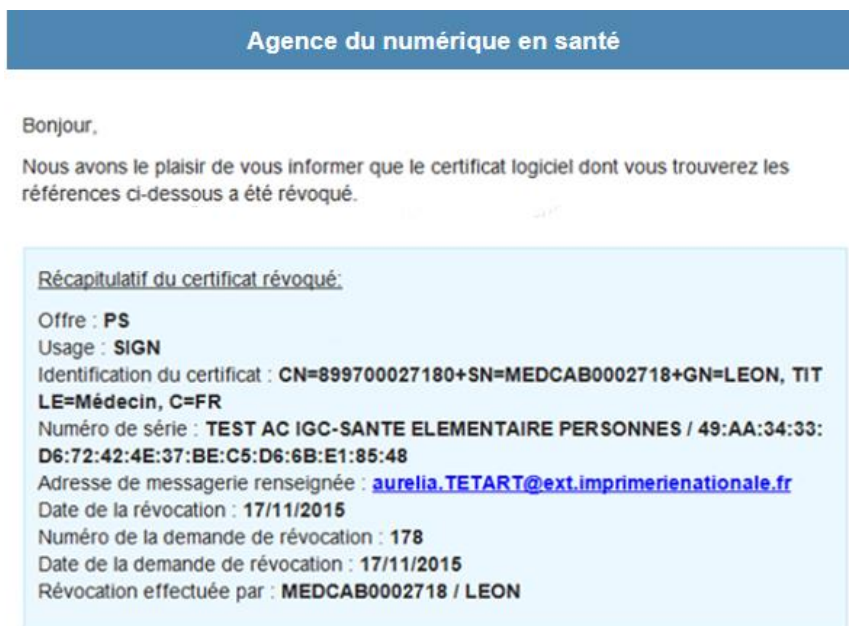 Agence du numérique en santé
Bonjour,
Nous avons le plaisir de vous informer que le certificat logiciel dont vous trouverez les
références ci-dessous a été révoqué.
Récapitulatif du certificat révoqué:
Offre : PS
Usage : SIGN
Identification du certificat : CN=899700027180+SN=MEDCAB0002718+GN=LEON, TIT
LE=Médecin, C=FR
Numéro de série : TEST AC IGC-SANTE ELEMENTAIRE PERSONNES / 49:AA:34:33:
D6:72:42:4E:37:BE:C5:D6:6B:E1:85:48
Adresse de messagerie renseignée : aurelia.TETART@ext.imprimerienationale.fr
Date de la révocation : 17/11/2015
Numéro de la demande de révocation : 178
Date de la demande de révocation : 17/11/2015
Révocation effectuée par : MEDCAB0002718 / LEON